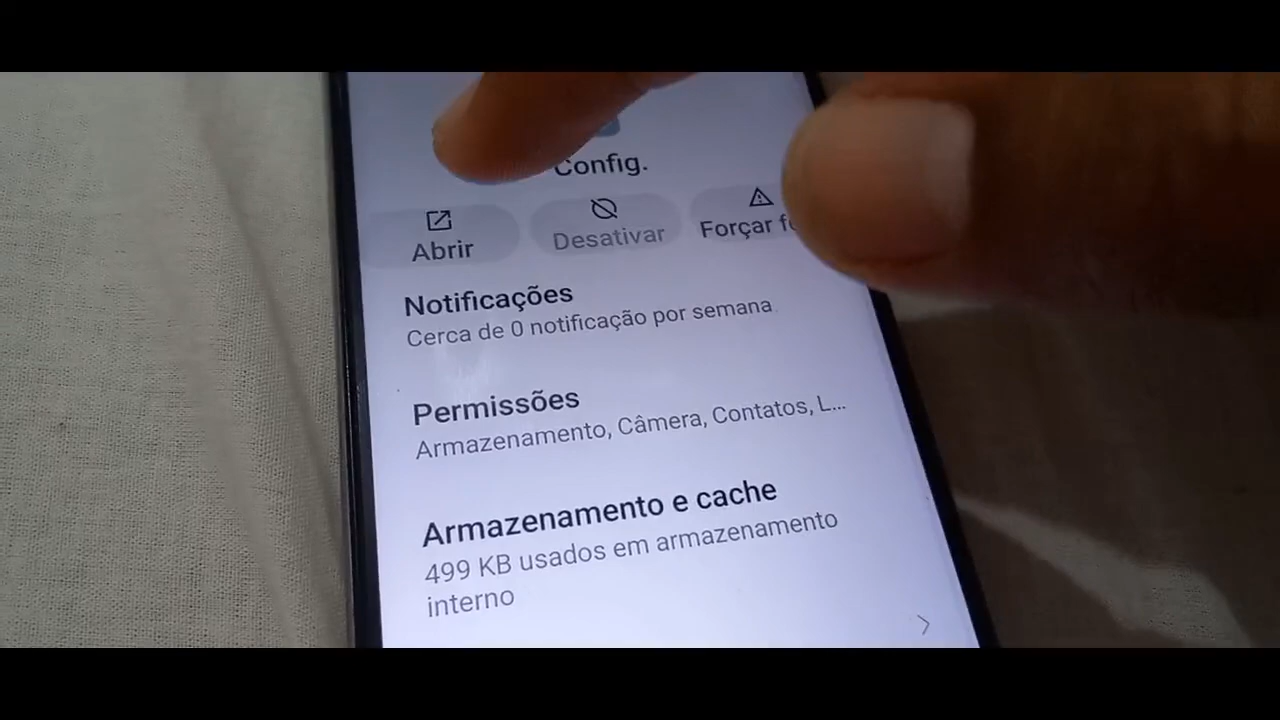 Config.
Abrir
Desativar
Forçar
Notificações
Cerca de 0 notificação por semana
Permissões
Armazenamento, Câmera, Contatos, L...
Armazenamento e cache
499 KB usados em armazenamento
interno